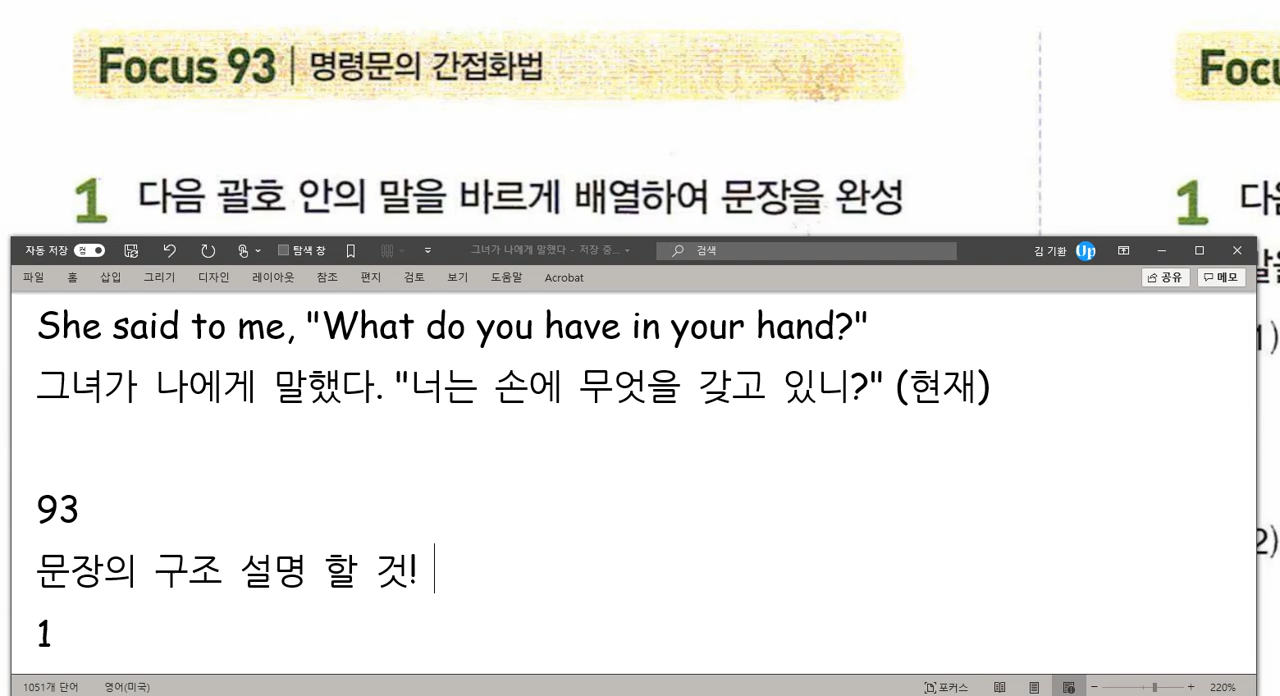 Focus 93 | 명령문의 간접화법
Focu
1 다음 괄호 안의 말을 바르게 배열하여 문장을 완성
1 다음
자동 저장 탐색 창 그녀가 나에게 말했다 - 저장 중... 검색 김 기환 Up
파일 홈 삽입 그리기 디자인 레이아웃 참조 편지 검토 보기 도움말 Acrobat 공유 메모
She said to me, "What do you have in your hand?"
1)
그녀가 나에게 말했다. "너는 손에 무엇을 갖고 있니?" (현재)
93
2)
문장의 구조 설명 할 것!
1
1051개 단어 영어(미국) 포커스 220%